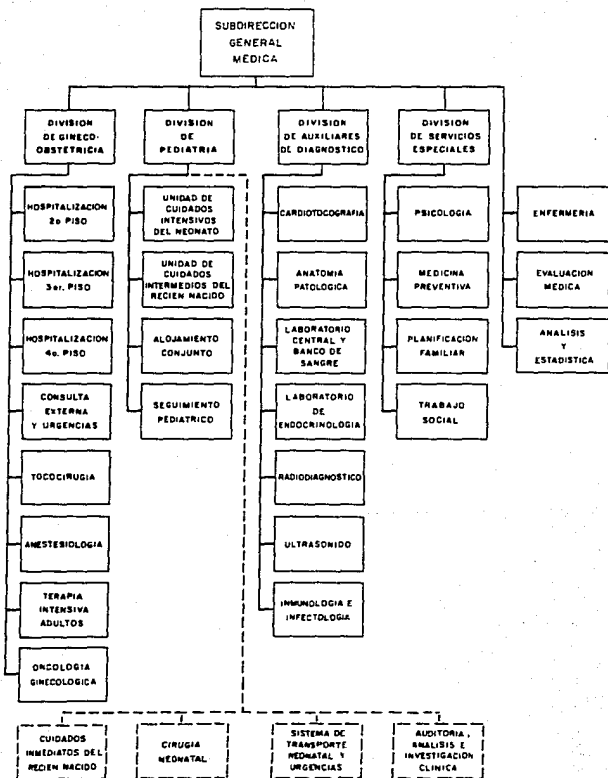 SUBDIRECCION
GENERAL
MEDICA
DIVISION
DE GINECO-
OBSTETRICIA
DIVISION
DE
PEDIATRIA
DIVISION
DE AUXILIARES
DE DIAGNOSTICO
DIVISION
DE SERVICIOS
ESPECIALES
HOSPITALIZACION
2o PISO
HOSPITALIZACION
3er. PISO
HOSPITALIZACION
4o. PISO
CONSULTA
EXTERNA
Y URGENCIAS
TOCOCIRUGIA
ANESTESIOLOGIA
TERAPIA
INTENSIVA
ADULTOS
ONCOLOGIA
GINECOLOGICA
UNIDAD DE
CUIDADOS
INTENSIVOS
DEL NEONATO
UNIDAD DE
CUIDADOS
INTERMEDIOS DEL
RECIEN NACIDO
ALOJAMIENTO
CONJUNTO
SEGUIMIENTO
PEDIATRICO
CARDIOTOCOGRAFIA
ANATOMIA
PATOLOGICA
LABORATORIO
CENTRAL Y
BANCO DE
SANGRE
LABORATORIO
DE
ENDOCRINOLOGIA
RADIODIAGNOSTICO
ULTRASONIDO
INMUNOLOGIA E
INFECTOLOGIA
PSICOLOGIA
MEDICINA
PREVENTIVA
PLANIFICACION
FAMILIAR
TRABAJO
SOCIAL
ENFERMERIA
EVALUACION
MEDICA
ANALISIS
Y
ESTADISTICA
CUIDADOS
INMEDIATOS DEL
RECIEN NACIDO
CIRUGIA
NEONATAL
SISTEMA DE
TRANSPORTE
NEONATAL Y
URGENCIAS
AUDITORIA,
ANALISIS E
INVESTIGACION
CLINICA